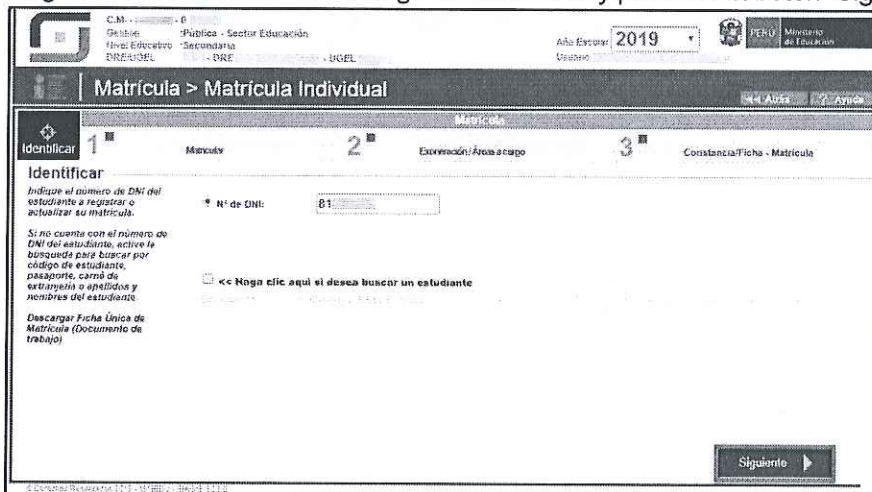 C.M. - - 0
Gestión :Pública - Sector Educación
Nivel Educativo :Secundaria
DRE/UGEL - DRE - UGEL
Año Escolar 2019
Usuario
PERÚ Ministerio de Educación
Matrícula > Matrícula Individual
<< Atrás ? Ayuda
Matrícula
Identificar 1 Matricular 2 Exoneración/Áreas a cargo 3 Constancia/Ficha - Matrícula
Identificar
Indique el número de DNI del
estudiante a registrar o
actualizar su matrícula.
* N° de DNI: 81
Si no cuenta con el número de
DNI del estudiante, active la
búsqueda para buscar por
código de estudiante,
pasaporte, carné de
extranjería o apellidos y
nombres del estudiante
<< Haga clic aquí si desea buscar un estudiante
Descargar Ficha Única de
Matrícula (Documento de
trabajo)
Siguiente